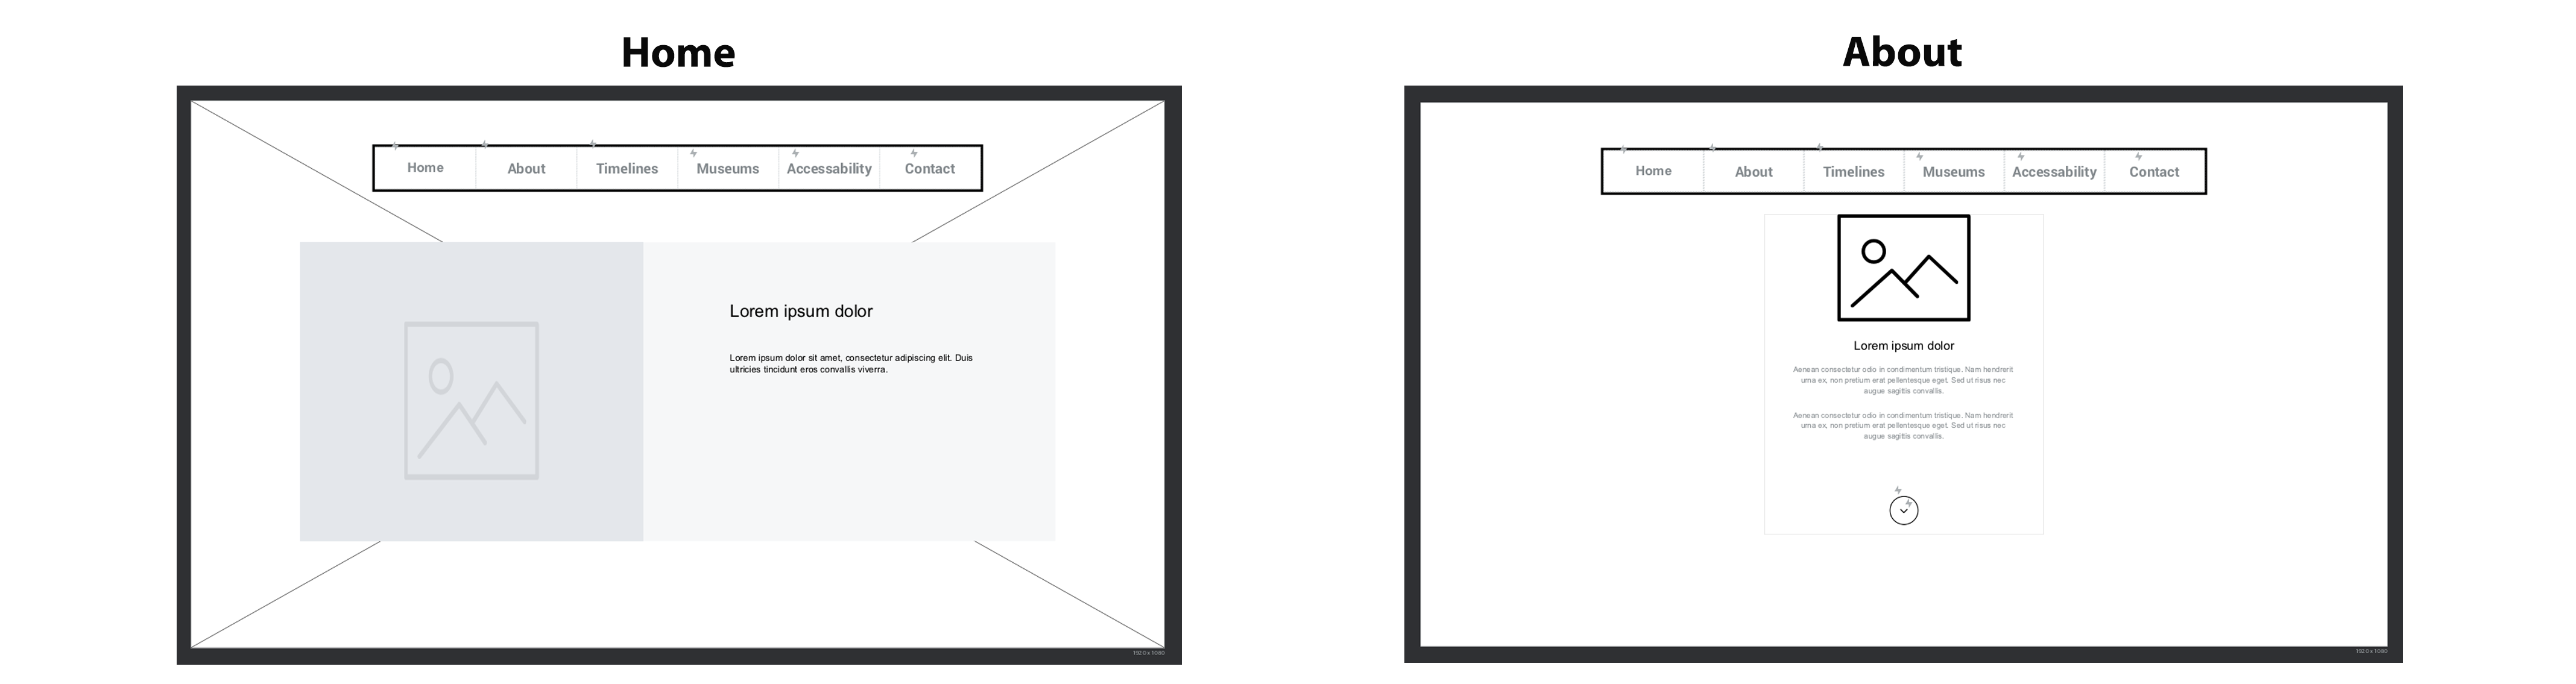 Home
Home
About
Timelines
Museums
Accessability
Contact
Lorem ipsum dolor
Lorem ipsum dolor sit amet, consectetur adipiscing elit. Duis
ultricies tincidunt eros convallis viverra.
1920 x 1080
About
Home
About
Timelines
Museums
Accessability
Contact
Lorem ipsum dolor
Aenean consectetur odio in condimentum tristique. Nam hendrerit
urna ex, non pretium erat pellentesque eget. Sed ut risus nec
augue sagittis convallis.
Aenean consectetur odio in condimentum tristique. Nam hendrerit
urna ex, non pretium erat pellentesque eget. Sed ut risus nec
augue sagittis convallis.
1920 x 1080